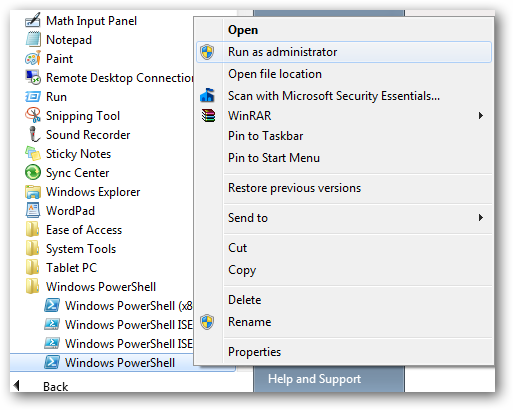 Math Input Panel
Notepad
Paint
Remote Desktop Connection
Run
Snipping Tool
Sound Recorder
Sticky Notes
Sync Center
Windows Explorer
WordPad
Ease of Access
System Tools
Tablet PC
Windows PowerShell
Windows PowerShell (x8
Windows PowerShell ISE
Windows PowerShell ISE
Windows PowerShell
Back
Open
Run as administrator
Open file location
Scan with Microsoft Security Essentials...
WinRAR
Pin to Taskbar
Pin to Start Menu
Restore previous versions
Send to
Cut
Copy
Delete
Rename
Properties
Help and Support